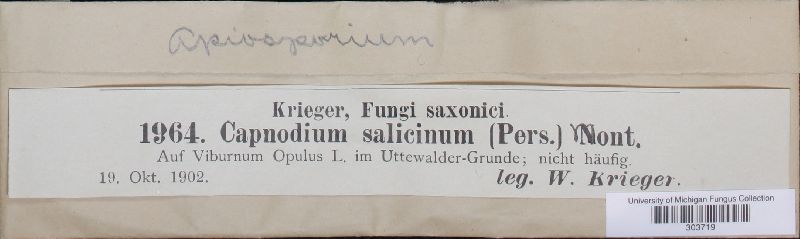 Apiosporium
Krieger, Fungi saxonici.
1964. Capnodium salicinum (Pers.) Mont.
Auf Viburnum Opulus L. im Uttewalder-Grunde; nicht häufig.
19. Okt. 1902. leg. W. Krieger.
University of Michigan Fungus Collection
303719